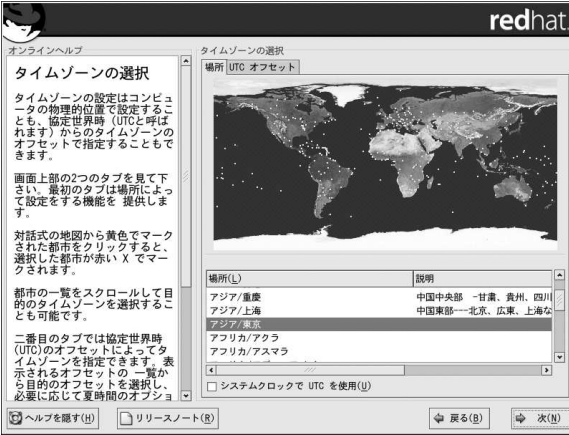 redhat.
オンラインヘルプ
タイムゾーンの選択
タイムゾーンの設定はコンピュ
ータの物理的位置で設定するこ
とも、協定世界時（UTCと呼ば
れます）からのタイムゾーンの
オフセットで指定することもで
きます。
画面上部の2つのタブを見て下
さい。最初のタブは場所によっ
て設定をする機能を 提供しま
す。
対話式の地図から黄色でマーク
された都市をクリックすると、
選択した都市が赤い X でマー
クされます。
都市の一覧をスクロールして目
的のタイムゾーンを選択するこ
とも可能です。
二番目のタブでは協定世界時
(UTC)のオフセットによってタ
イムゾーンを指定できます。表
示されるオフセットの 一覧か
ら目的のオフセットを選択し、
必要に応じて夏時間のオプショ
タイムゾーンの選択
場所 UTC オフセット
場所(L) 説明
アジア/重慶 中国中央部 -甘粛、貴州、四川
アジア/上海 中国東部---北京、広東、上海な
アジア/東京
アフリカ/アクラ
アフリカ/アスマラ
システムクロックで UTC を使用(U)
ヘルプを隠す(H) リリースノート(R) 戻る(B) 次(N)